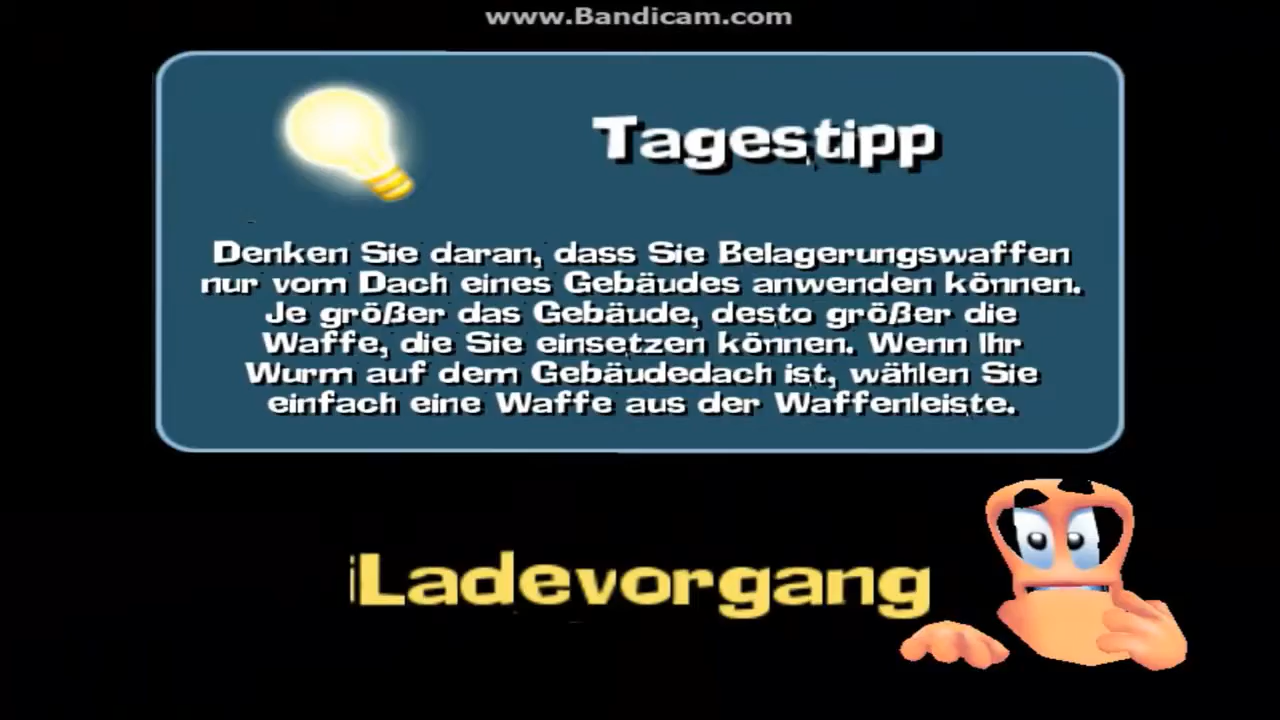 www.Bandicam.com
Tagestipp
Denken Sie daran, dass Sie Belagerungswaffen
nur vom Dach eines Gebäudes anwenden können.
Je größer das Gebäude, desto größer die
Waffe, die Sie einsetzen können. Wenn Ihr
Wurm auf dem Gebäudedach ist, wählen Sie
einfach eine Waffe aus der Waffenleiste.
Ladevorgang